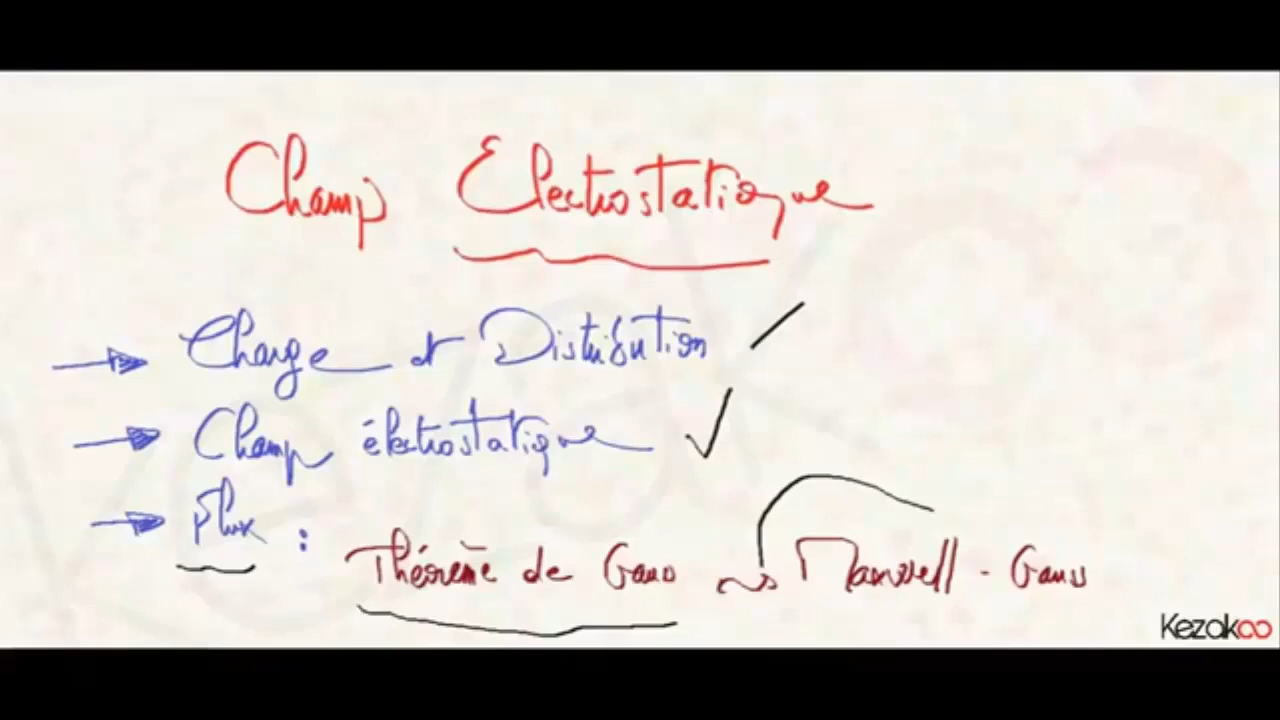 Champ Electrostatique
→ Charge et Distribution
→ Champ électrostatique ✓
→ Flux :
Théorème de Gauss ⇝ Maxwell - Gauss
Kezakoo